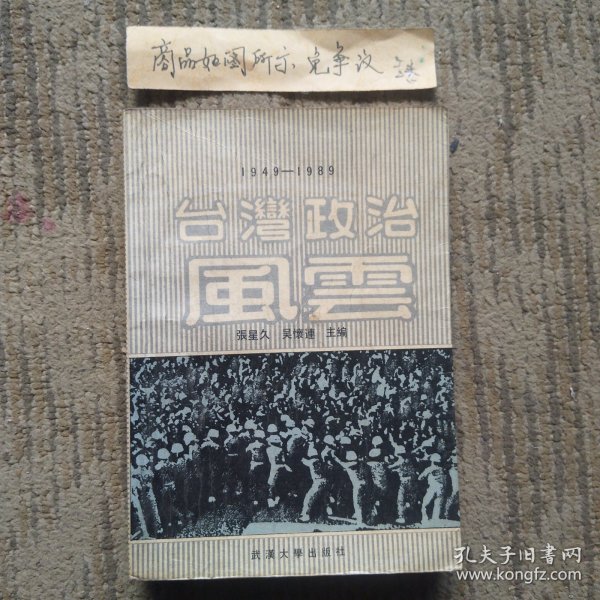 商品如图所示、免争议
1949—1989
台灣政治
風雲
張星久 吴懷連 主编
武漢大學出版社
孔夫子旧书网
www.kongfz.com